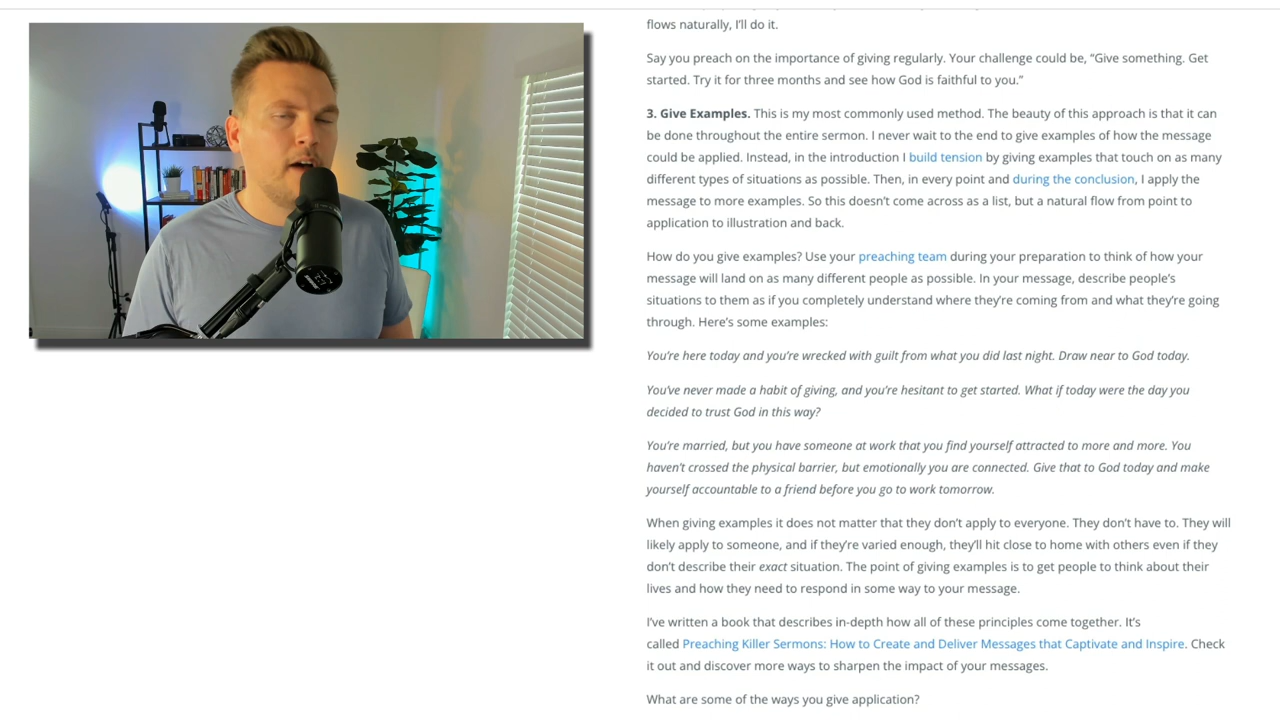 flows naturally, I'll do it.
Say you preach on the importance of giving regularly. Your challenge could be, “Give something. Get
started. Try it for three months and see how God is faithful to you.”
3. Give Examples. This is my most commonly used method. The beauty of this approach is that it can
be done throughout the entire sermon. I never wait to the end to give examples of how the message
could be applied. Instead, in the introduction I build tension by giving examples that touch on as many
different types of situations as possible. Then, in every point and during the conclusion, I apply the
message to more examples. So this doesn't come across as a list, but a natural flow from point to
application to illustration and back.
How do you give examples? Use your preaching team during your preparation to think of how your
message will land on as many different people as possible. In your message, describe people's
situations to them as if you completely understand where they're coming from and what they're going
through. Here's some examples:
You're here today and you're wrecked with guilt from what you did last night. Draw near to God today.
You've never made a habit of giving, and you're hesitant to get started. What if today were the day you
decided to trust God in this way?
You're married, but you have someone at work that you find yourself attracted to more and more. You
haven't crossed the physical barrier, but emotionally you are connected. Give that to God today and make
yourself accountable to a friend before you go to work tomorrow.
When giving examples it does not matter that they don't apply to everyone. They don't have to. They will
likely apply to someone, and if they're varied enough, they'll hit close to home with others even if they
don't describe their exact situation. The point of giving examples is to get people to think about their
lives and how they need to respond in some way to your message.
I've written a book that describes in-depth how all of these principles come together. It's
called Preaching Killer Sermons: How to Create and Deliver Messages that Captivate and Inspire. Check
it out and discover more ways to sharpen the impact of your messages.
What are some of the ways you give application?